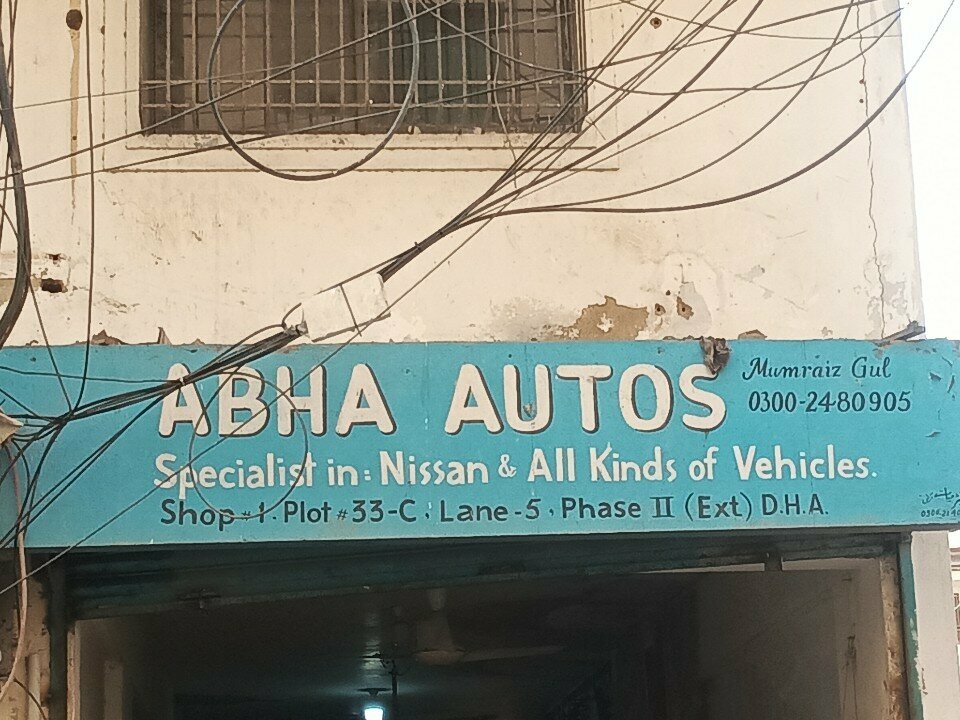 ABHA AUTOS
Mumraiz Gul
0300-2480905
Specialist in: Nissan & All Kinds of Vehicles.
Shop #1. Plot #33-C, Lane-5, Phase II (Ext) D.H.A.